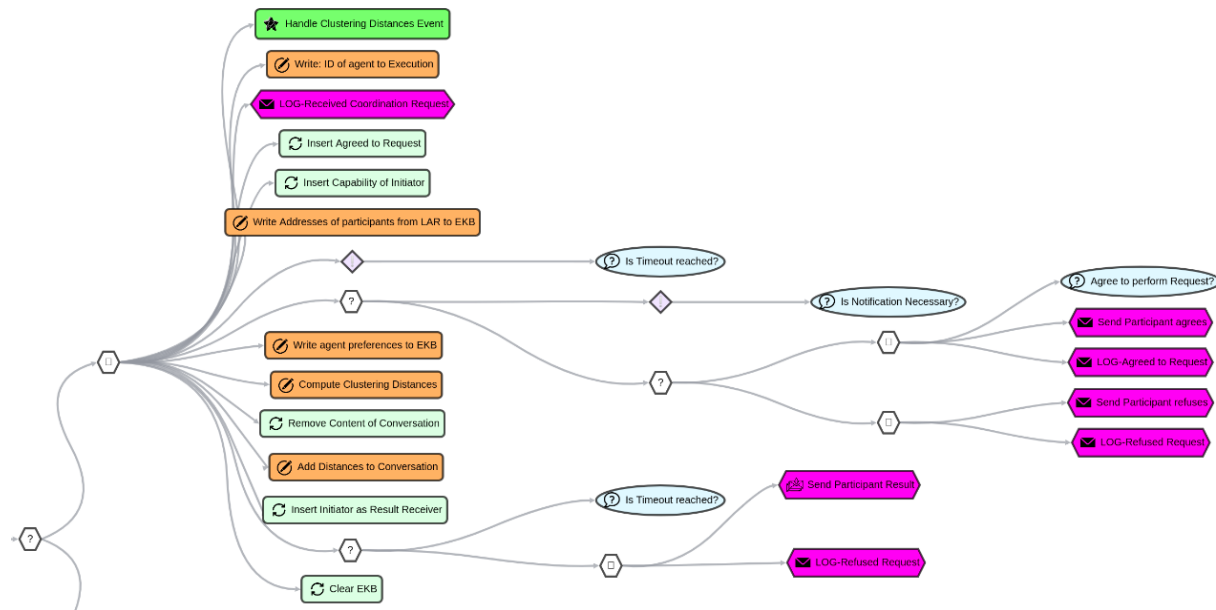 Handle Clustering Distances Event
Write: ID of agent to Execution
LOG-Received Coordination Request
Insert Agreed to Request
Insert Capability of Initiator
Write Addresses of participants from LAR to EKB
Is Timeout reached?
Agree to perform Request?
?
Is Notification Necessary?
Send Participant agrees
Write agent preferences to EKB
LOG-Agreed to Request
Compute Clustering Distances
?
Send Participant refuses
Remove Content of Conversation
LOG-Refused Request
Add Distances to Conversation
Send Participant Result
Is Timeout reached?
Insert Initiator as Result Receiver
?
?
LOG-Refused Request
Clear EKB